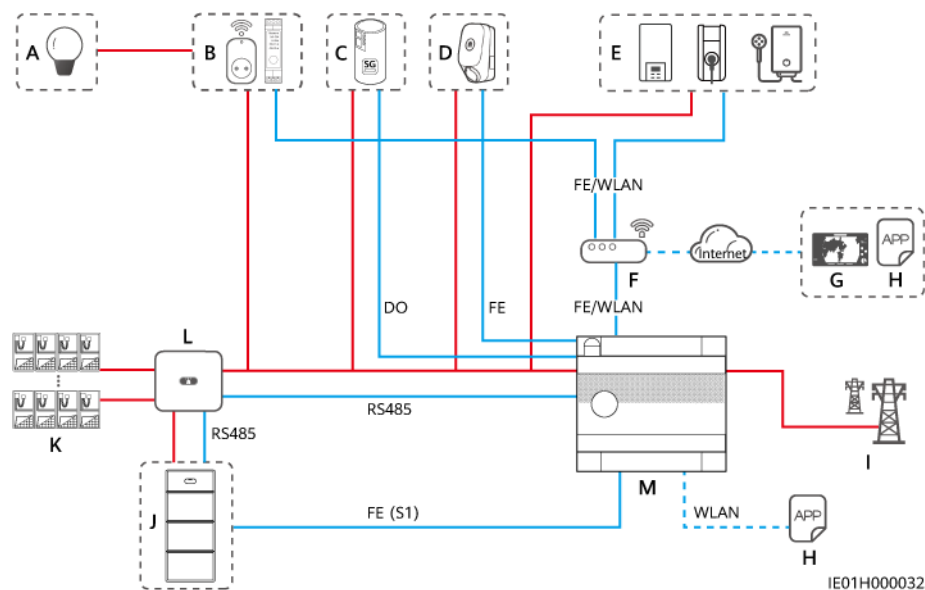 A
B
C
SG
D
E
FE/WLAN
Internet
APP
F
G
H
DO
FE
FE/WLAN
L
RS485
RS485
K
I
M
J
FE (S1)
WLAN
APP
H
IE01H000032